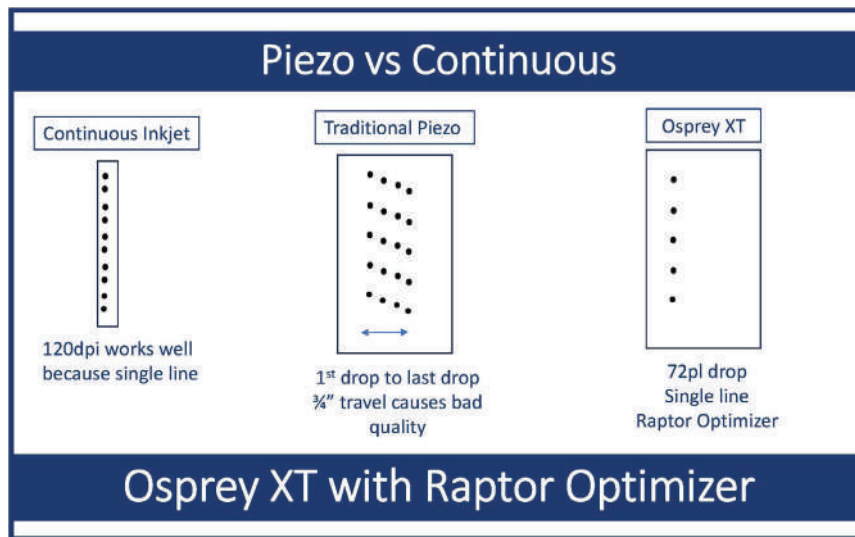 Piezo vs Continuous
Continuous Inkjet
Traditional Piezo
Osprey XT
120dpi works well
because single line
1st drop to last drop
¾” travel causes bad
quality
72pl drop
Single line
Raptor Optimizer
Osprey XT with Raptor Optimizer